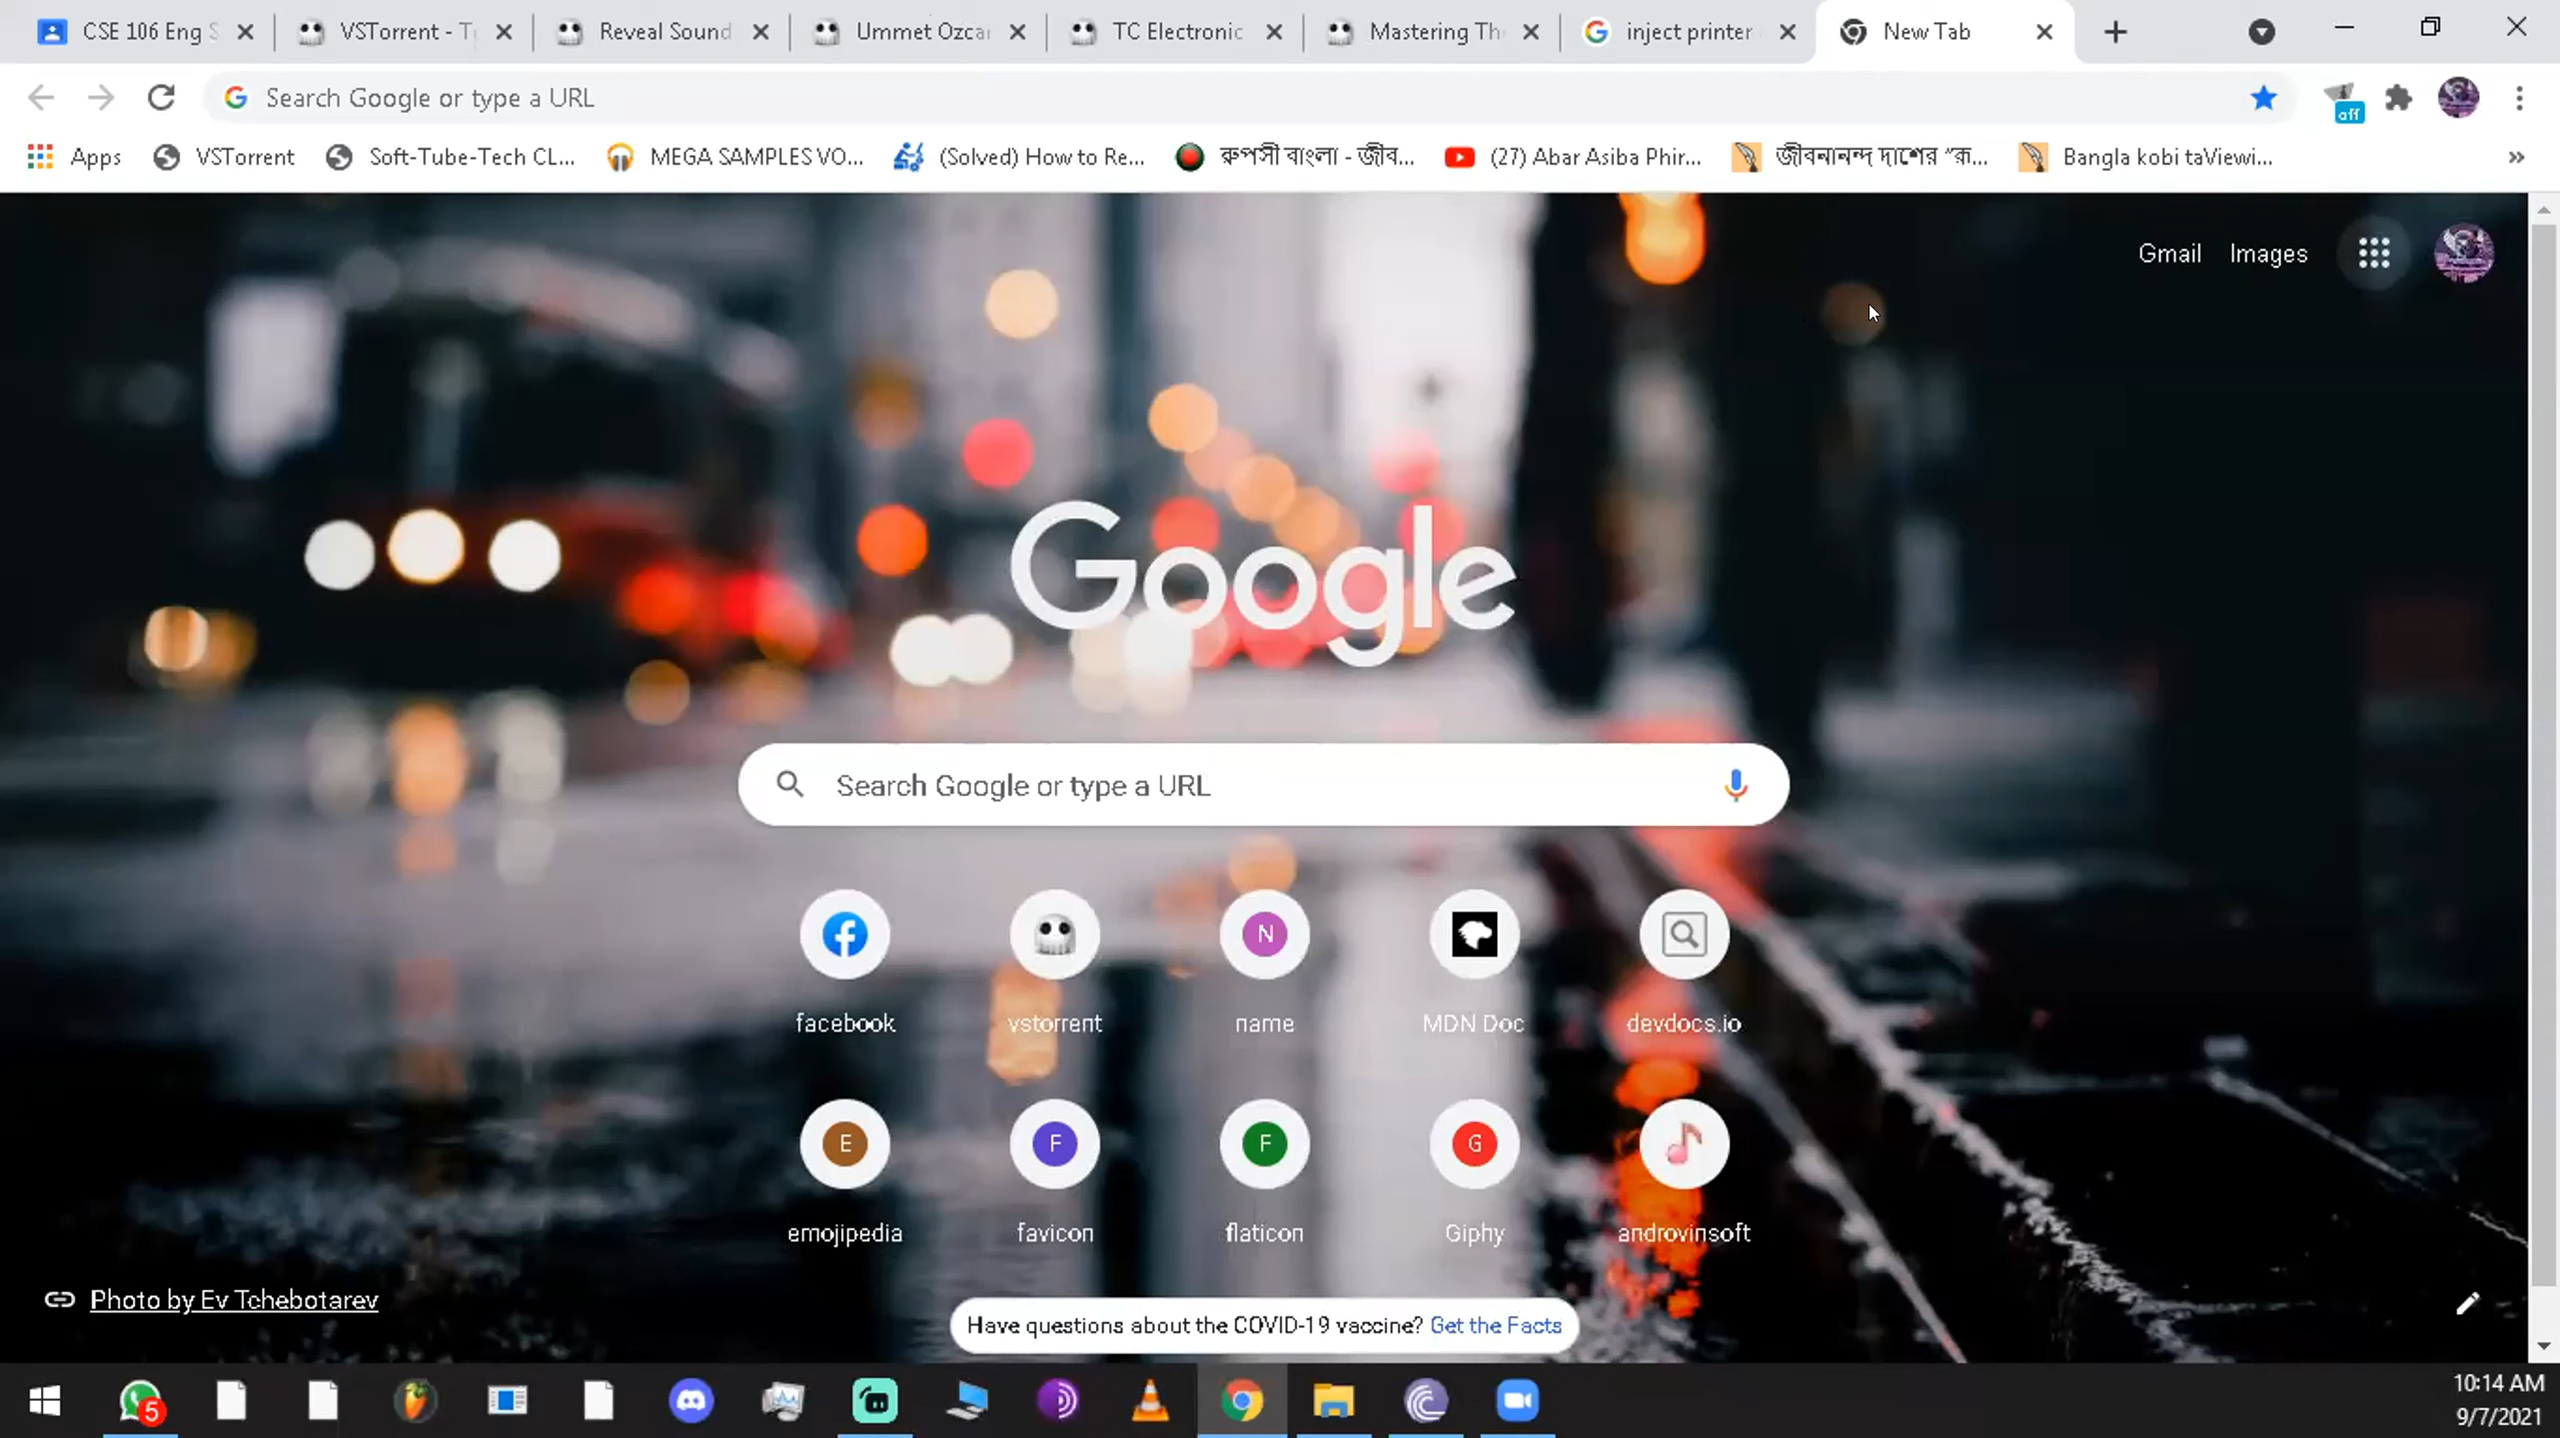 CSE 106 Eng S
VSTorrent - T
Reveal Sound
Ummet Ozca
TC Electronic
Mastering Th
inject printer
New Tab
Search Google or type a URL
off
Apps
VSTorrent
Soft-Tube-Tech CL...
MEGA SAMPLES VO...
(Solved) How to Re...
রুপসী বাংলা - জীব...
(27) Abar Asiba Phir...
জীবনানন্দ দাশের “রূ...
Bangla kobi taViewi...
»
Gmail
Images
Google
Search Google or type a URL
facebook
vstorrent
N
name
MDN Doc
devdocs.io
E
emojipedia
F
favicon
F
flaticon
G
Giphy
androvinsoft
Photo by Ev Tchebotarev
Have questions about the COVID-19 vaccine? Get the Facts
5
10:14 AM
9/7/2021